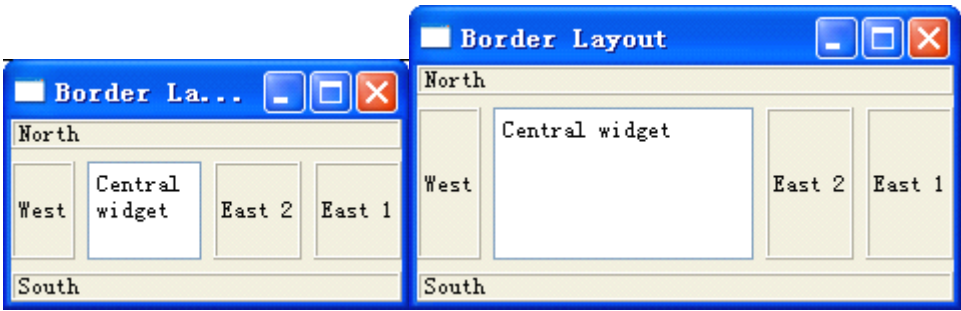 Border La...
North
West
Central
widget
East 2
East 1
South
Border Layout
North
West
Central widget
East 2
East 1
South